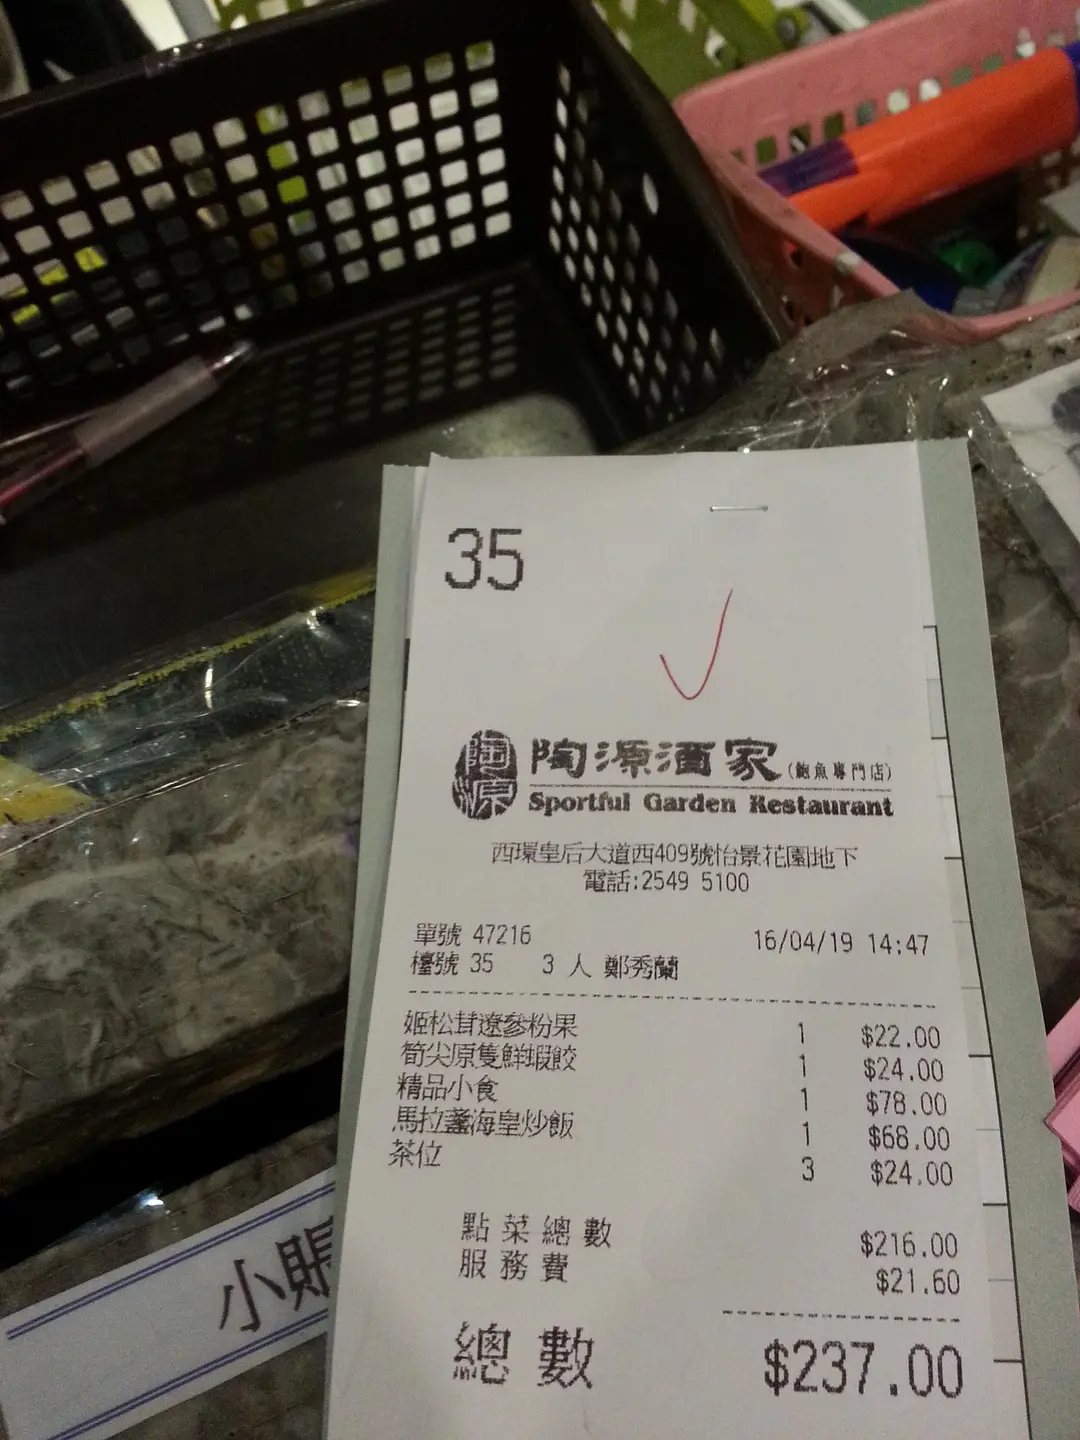 35
陶源
陶源酒家(鮑魚專門店)
Sportful Garden Restaurant
西環皇后大道西409號怡景花園地下
電話:2549 5100
單號 47216 16/04/19 14:47
檯號 35 3 人 鄭秀蘭
姬松茸遼參粉果 1 $22.00
筍尖原隻鮮蝦餃 1 $24.00
精品小食 1 $78.00
馬拉盞海皇炒飯 1 $68.00
茶位 3 $24.00
點菜總數 $216.00
服務費 $21.60
總數 $237.00
小賬